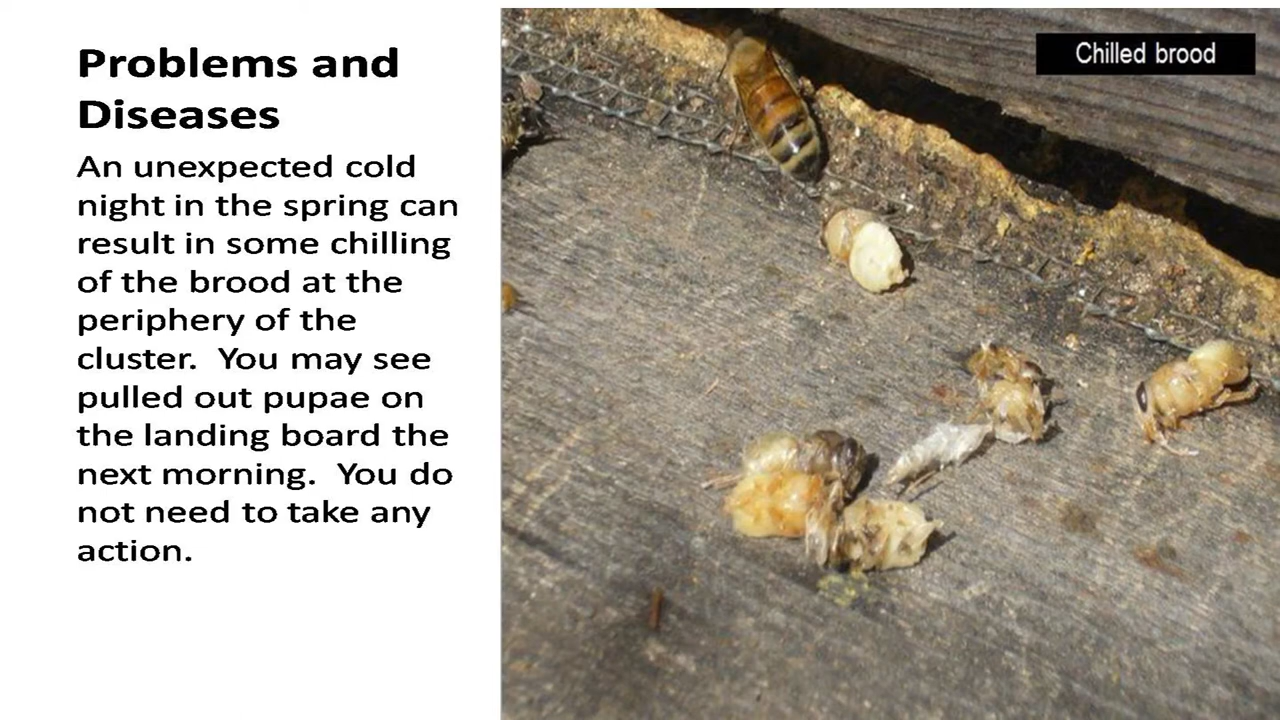 Problems and
Diseases
An unexpected cold
night in the spring can
result in some chilling
of the brood at the
periphery of the
cluster.  You may see
pulled out pupae on
the landing board the
next morning.  You do
not need to take any
action.
Chilled brood